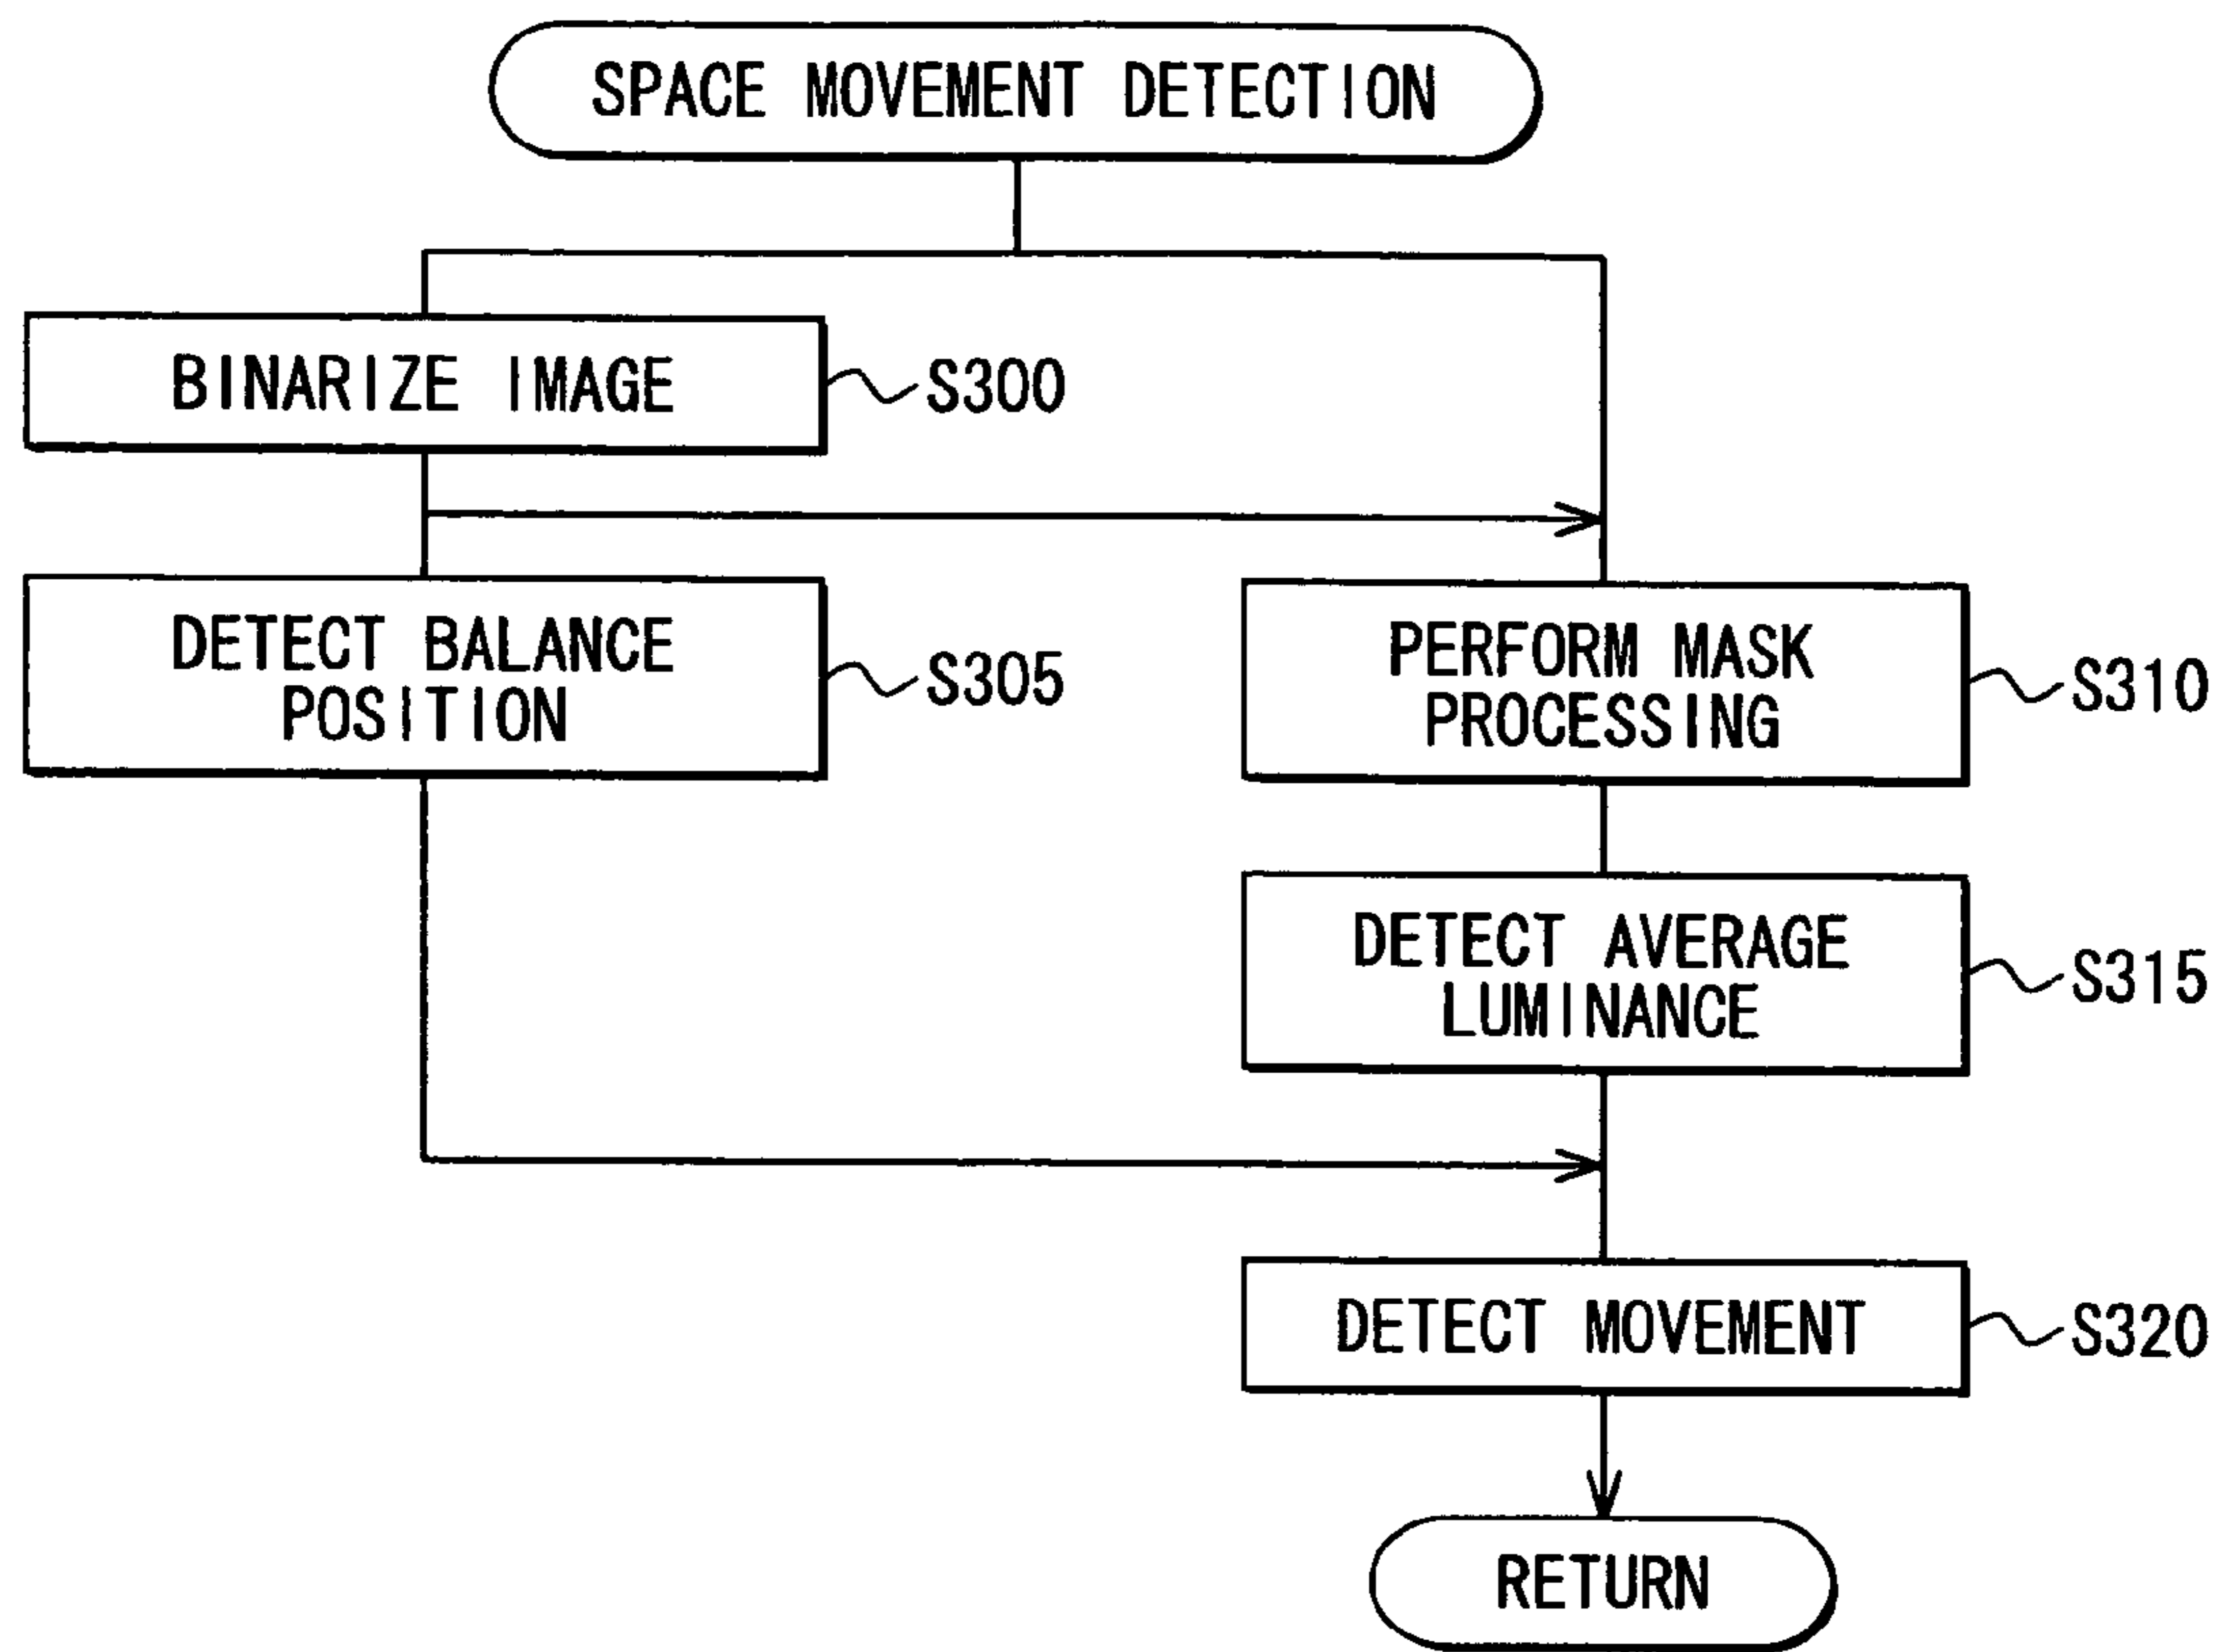 SPACE MOVEMENT DETECTION
BINARIZE IMAGE
S300
DETECT BALANCE
POSITION
S305
PERFORM MASK
PROCESSING
S310
DETECT AVERAGE
LUMINANCE
S315
DETECT MOVEMENT
S320
RETURN